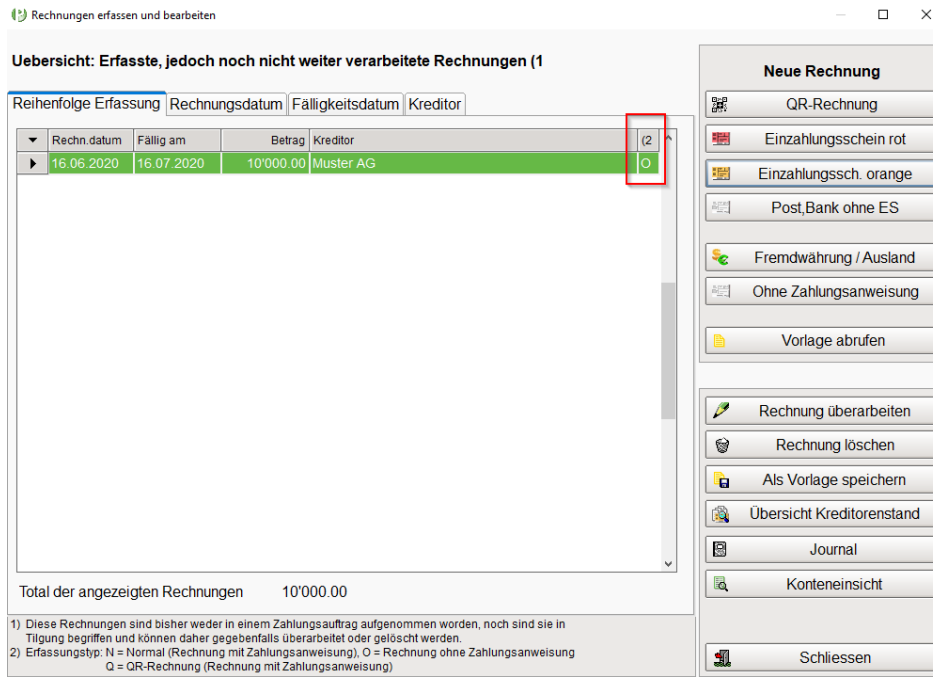 Rechnungen erfassen und bearbeiten
Uebersicht: Erfasste, jedoch noch nicht weiter verarbeitete Rechnungen (1
Reihenfolge Erfassung Rechnungsdatum Fälligkeitsdatum Kreditor
Rechn.datum Fällig am Betrag Kreditor (2
16.06.2020 16.07.2020 10'000.00 Muster AG O
Total der angezeigten Rechnungen 10'000.00
1) Diese Rechnungen sind bisher weder in einem Zahlungsauftrag aufgenommen worden, noch sind sie in
Tilgung begriffen und können daher gegebenfalls überarbeitet oder gelöscht werden.
2) Erfassungstyp: N = Normal (Rechnung mit Zahlungsanweisung), O = Rechnung ohne Zahlungsanweisung
Q = QR-Rechnung (Rechnung mit Zahlungsanweisung)
Neue Rechnung
QR-Rechnung
Einzahlungsschein rot
Einzahlungssch. orange
Post,Bank ohne ES
Fremdwährung / Ausland
Ohne Zahlungsanweisung
Vorlage abrufen
Rechnung überarbeiten
Rechnung löschen
Als Vorlage speichern
Übersicht Kreditorenstand
Journal
Konteneinsicht
Schliessen